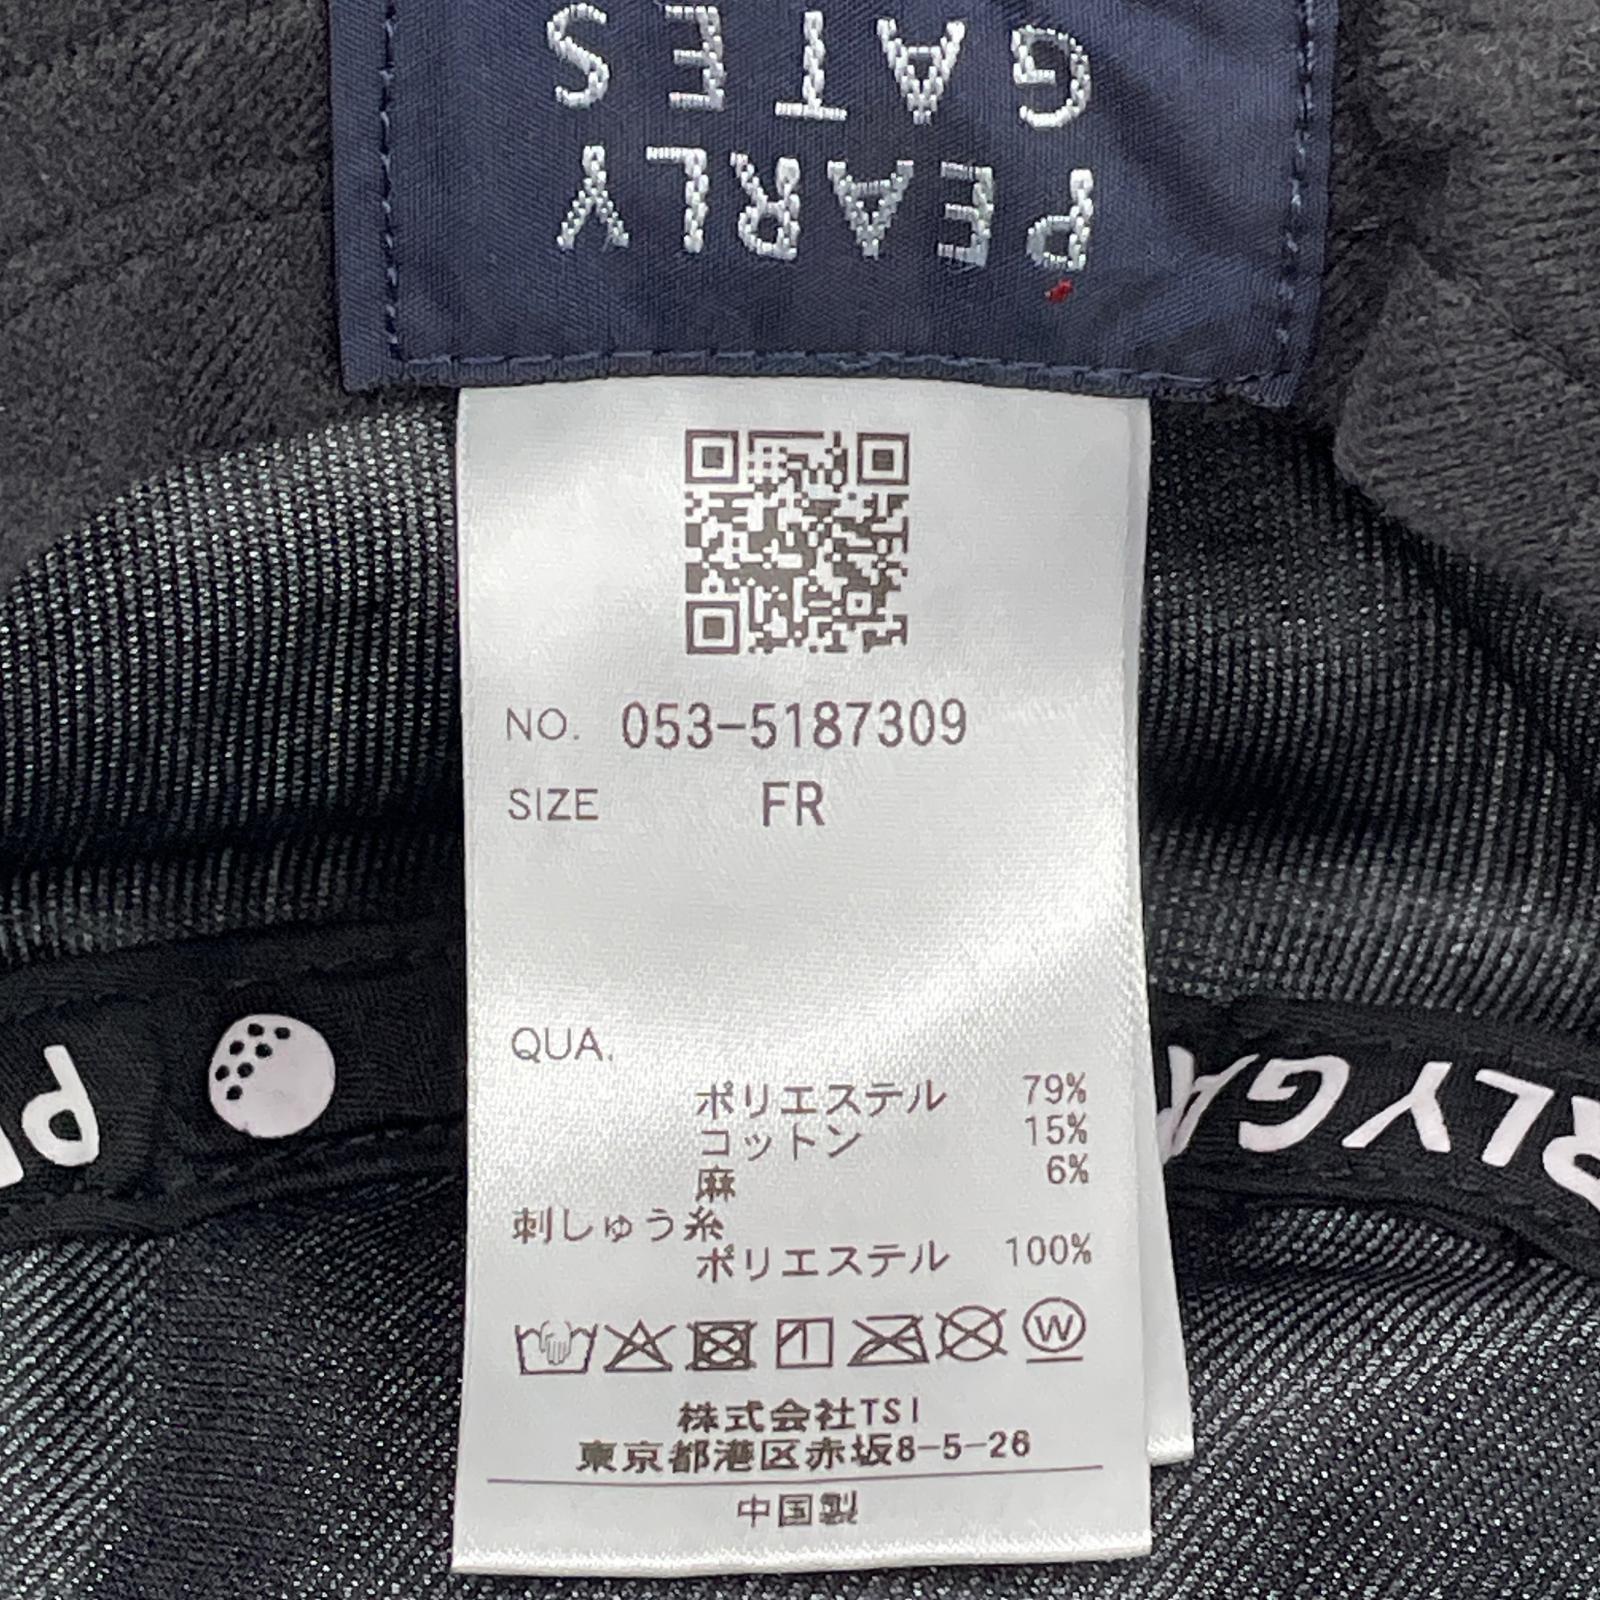 PEARLY
GATES
NO. 053-5187309
SIZE FR
QUA.
ポリエステル 79%
コットン 15%
麻 6%
刺しゅう糸
ポリエステル 100%
W
株式会社TSI
東京都港区赤坂8-5-26
中国製
RLYGA
P